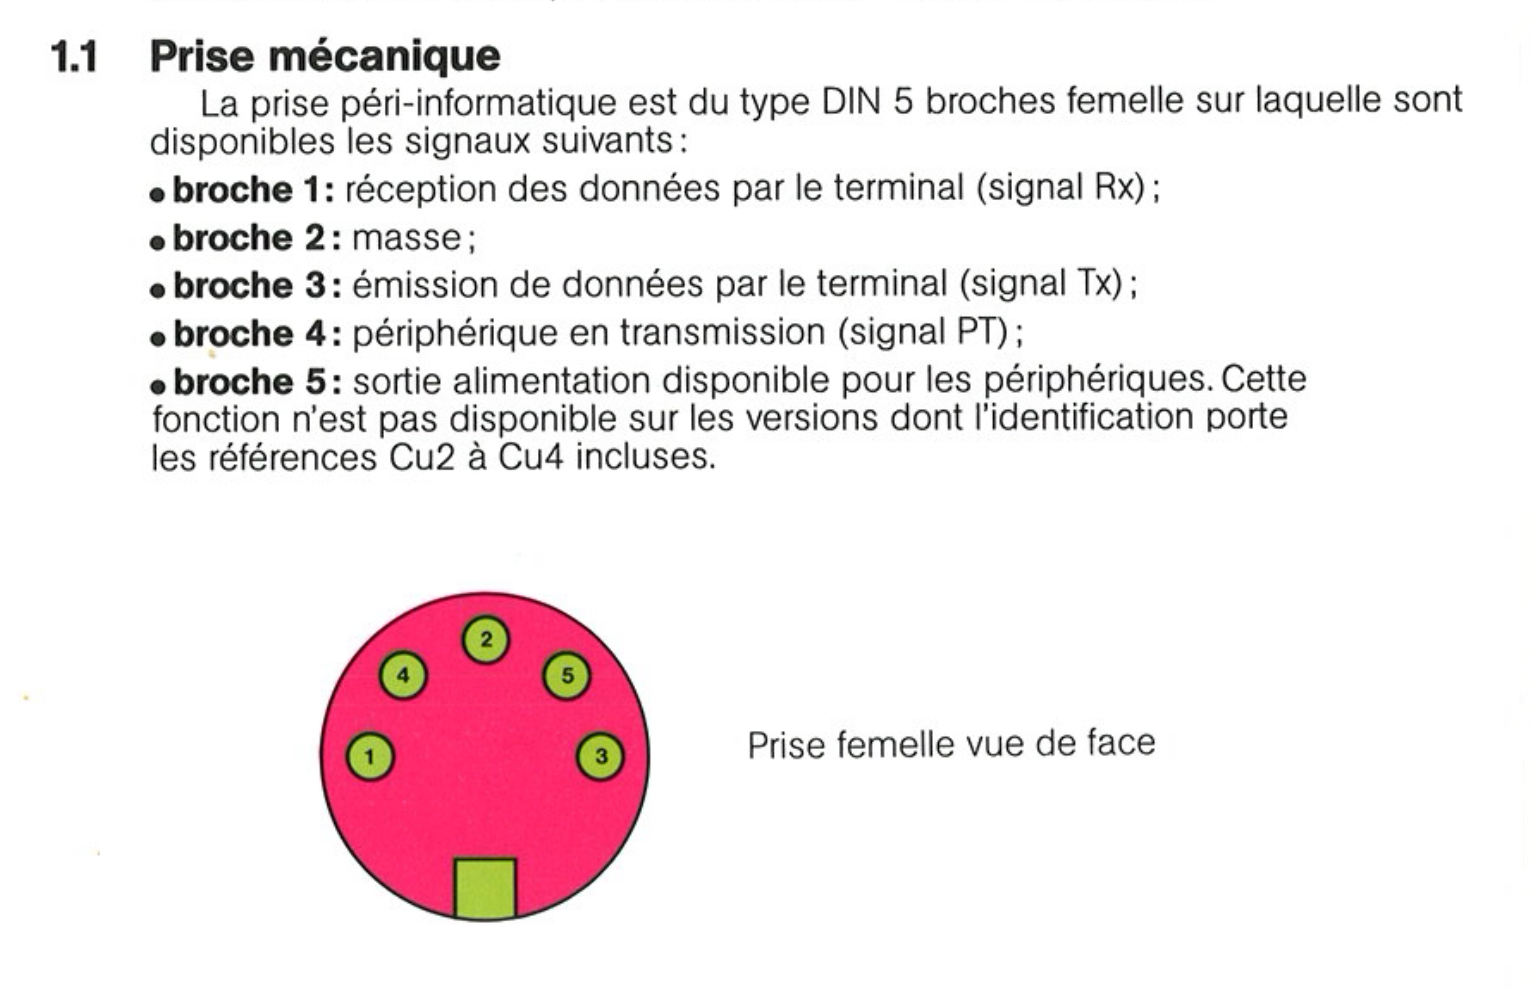 1.1 Prise mécanique
La prise péri-informatique est du type DIN 5 broches femelle sur laquelle sont
disponibles les signaux suivants :
• broche 1 : réception des données par le terminal (signal Rx) ;
• broche 2 : masse ;
• broche 3 : émission de données par le terminal (signal Tx) ;
• broche 4 : périphérique en transmission (signal PT) ;
• broche 5 : sortie alimentation disponible pour les périphériques. Cette
fonction n'est pas disponible sur les versions dont l'identification porte
les références Cu2 à Cu4 incluses.
2
4
5
1
3
Prise femelle vue de face